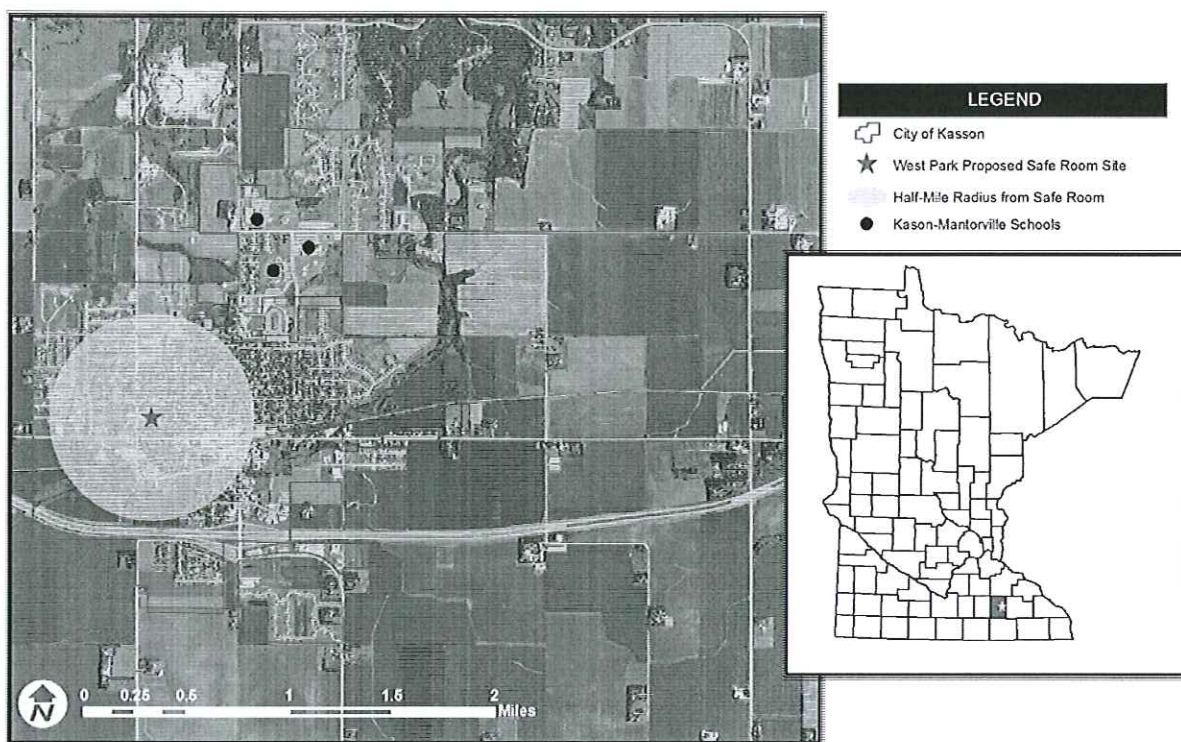 LEGEND
City of Kasson
West Park Proposed Safe Room Site
Half-Mile Radius from Safe Room
Kason-Mantorville Schools
N
0 0.25 0.5 1 1.5 2
Miles